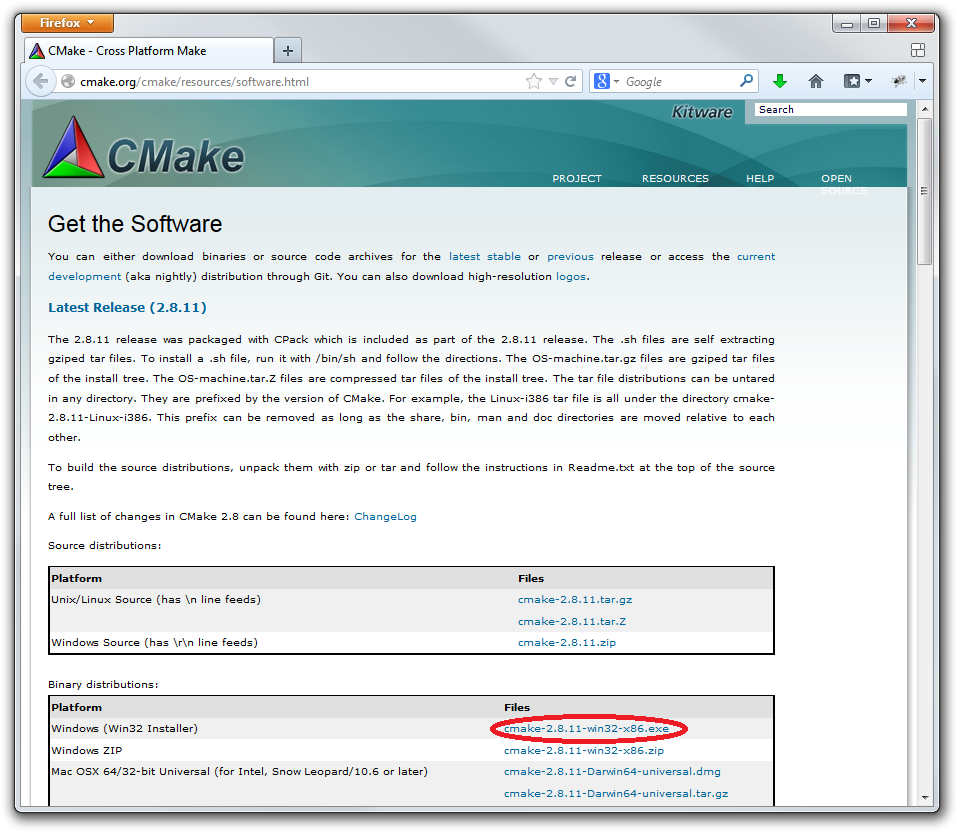 Firefox
CMake - Cross Platform Make
cmake.org/cmake/resources/software.html
Google
Kitware
Search
CMake
PROJECT RESOURCES HELP OPEN SOURCE
Get the Software
You can either download binaries or source code archives for the latest stable or previous release or access the current
development (aka nightly) distribution through Git. You can also download high-resolution logos.
Latest Release (2.8.11)
The 2.8.11 release was packaged with CPack which is included as part of the 2.8.11 release. The .sh files are self extracting
gziped tar files. To install a .sh file, run it with /bin/sh and follow the directions. The OS-machine.tar.gz files are gziped tar files
of the install tree. The OS-machine.tar.Z files are compressed tar files of the install tree. The tar file distributions can be untared
in any directory. They are prefixed by the version of CMake. For example, the Linux-i386 tar file is all under the directory cmake-
2.8.11-Linux-i386. This prefix can be removed as long as the share, bin, man and doc directories are moved relative to each
other.
To build the source distributions, unpack them with zip or tar and follow the instructions in Readme.txt at the top of the source
tree.
A full list of changes in CMake 2.8 can be found here: ChangeLog
Source distributions:
Platform Files
Unix/Linux Source (has \n line feeds) cmake-2.8.11.tar.gz
cmake-2.8.11.tar.Z
Windows Source (has \r\n line feeds) cmake-2.8.11.zip
Binary distributions:
Platform Files
Windows (Win32 Installer) cmake-2.8.11-win32-x86.exe
Windows ZIP cmake-2.8.11-win32-x86.zip
Mac OSX 64/32-bit Universal (for Intel, Snow Leopard/10.6 or later) cmake-2.8.11-Darwin64-universal.dmg
cmake-2.8.11-Darwin64-universal.tar.gz